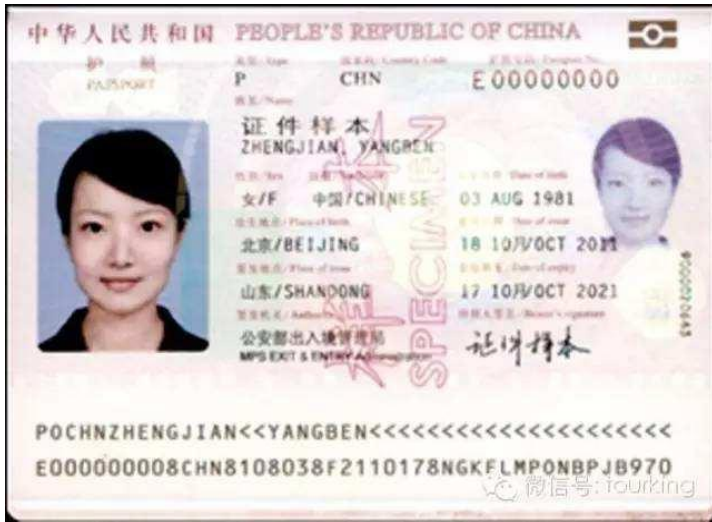 中华人民共和国 PEOPLE'S REPUBLIC OF CHINA
护照
PASSPORT
P CHN E00000000
证件样本
ZHENGJIAN, YANGBEN
女/F 中国/CHINESE 03 AUG 1981
北京/BEIJING 18 10月/OCT 2011
山东/SHANDONG 17 10月/OCT 2021
公安部出入境管理局
MPS EXIT & ENTRY Administration
证件样本
样本 SPECIMEN
POCHNZHENGJIAN<<YANGBEN<<<<<<<<<<<<<<<<<<<<<
E000000008CHN8108038F2110178NGKFLMPONBPJB970
微信号: tourking